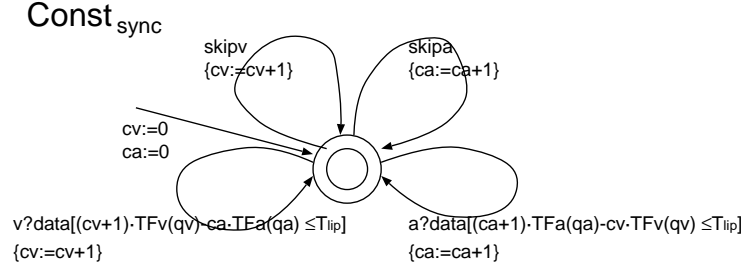 Const sync
skipv
{cv:=cv+1}
skipa
{ca:=ca+1}
cv:=0
ca:=0
v?data[(cv+1)·TFv(qv)-ca·TFa(qa) ≤Tlip]
{cv:=cv+1}
a?data[(ca+1)·TFa(qa)-cv·TFv(qv) ≤Tlip]
{ca:=ca+1}